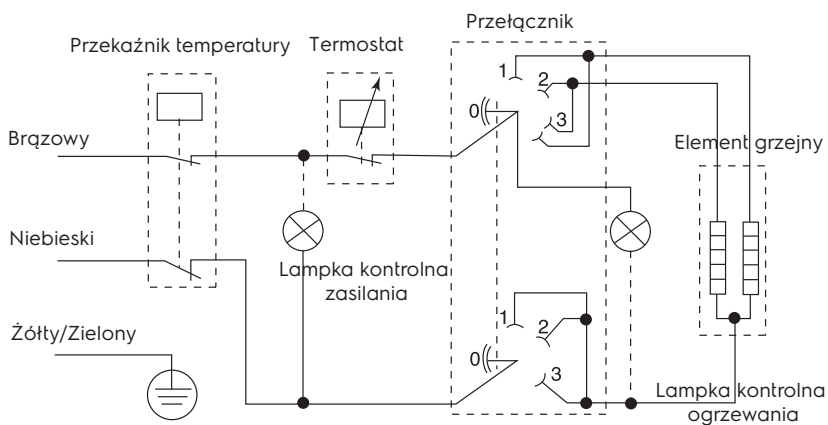 Przełącznik
Przekaźnik temperatury
Termostat
1
2
0
3
Brązowy
Element grzejny
Niebieski
Lampka kontrolna
zasilania
1
2
0
3
Żółty/Zielony
Lampka kontrolna
ogrzewania